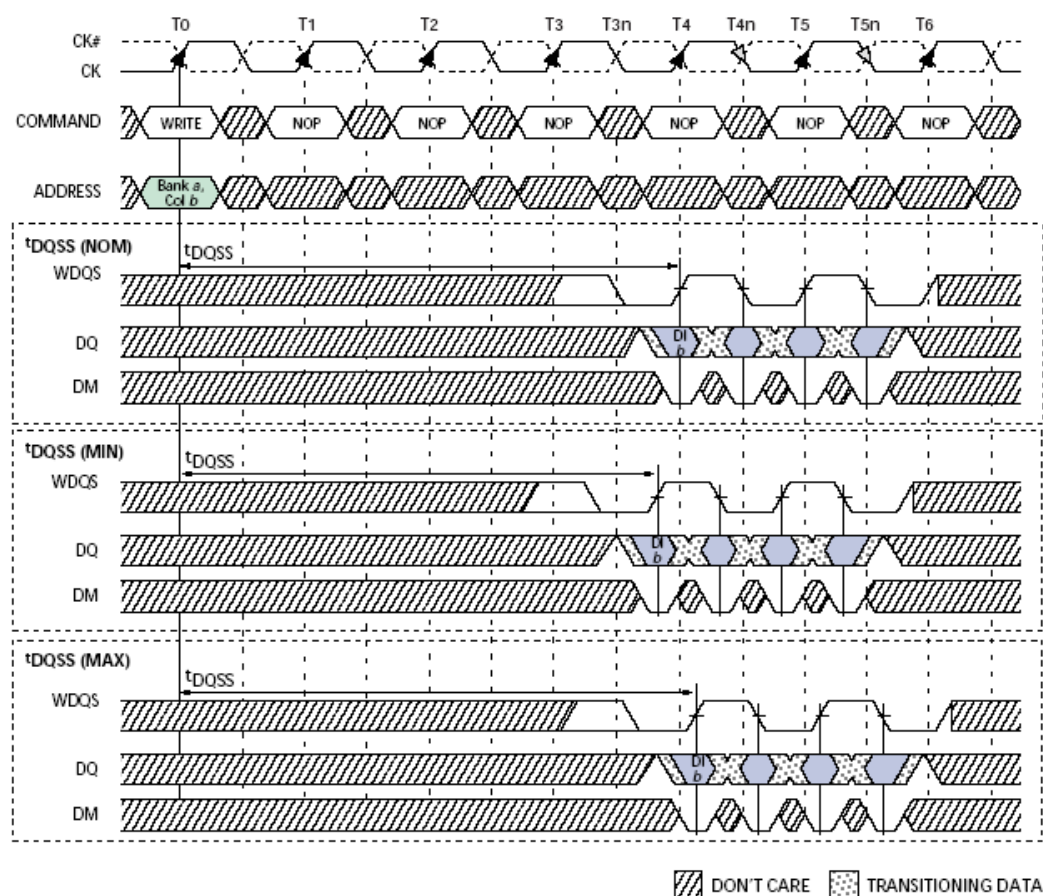 T0 T1 T2 T3 T3n T4 T4n T5 T5n T6
CK#
CK
COMMAND WRITE NOP NOP NOP NOP NOP NOP
ADDRESS Bank a,
Col b
tDQSS (NOM)
tDQSS
WDQS
DQ DI
b
DM
tDQSS (MIN)
tDQSS
WDQS
DQ DI
b
DM
tDQSS (MAX)
tDQSS
WDQS
DQ DI
b
DM
DON'T CARE TRANSITIONING DATA